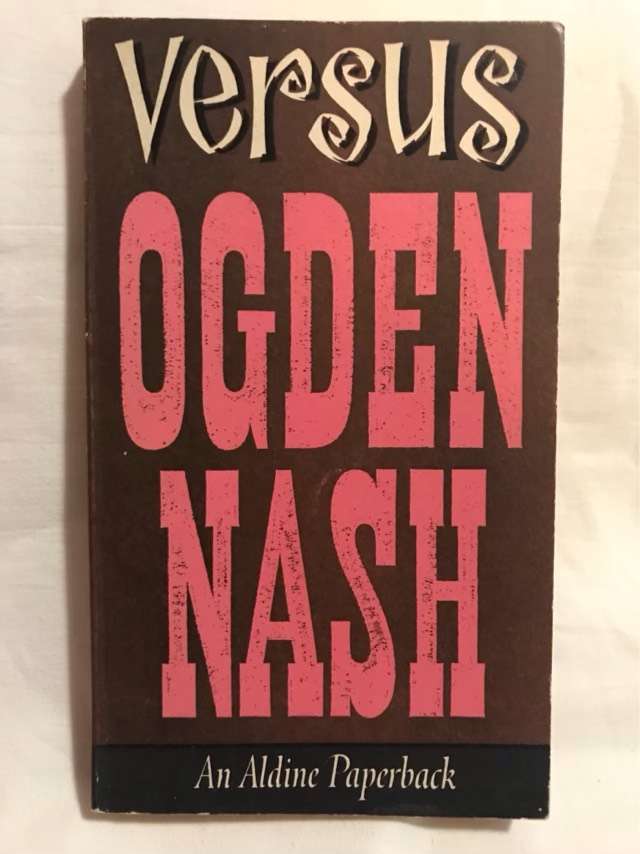 versus
OGDEN
NASH
An Aldine Paperback